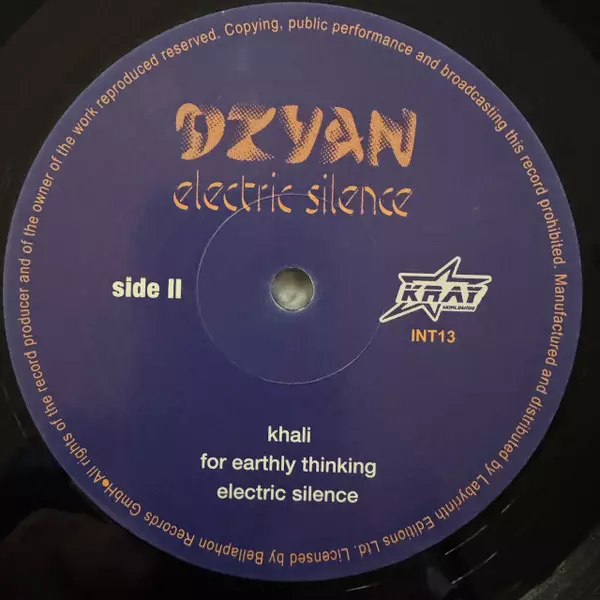 DZYAN
electric silence
side II
KRAY
WORLDWIDE
INT13
khali
for earthly thinking
electric silence
All rights of the record producer and of the owner of the work reproduced reserved. Copying, public performance and broadcasting this record prohibited. Manufactured and distributed by Labyrinth Editions Ltd. Licensed by Bellaphon Records GmbH●